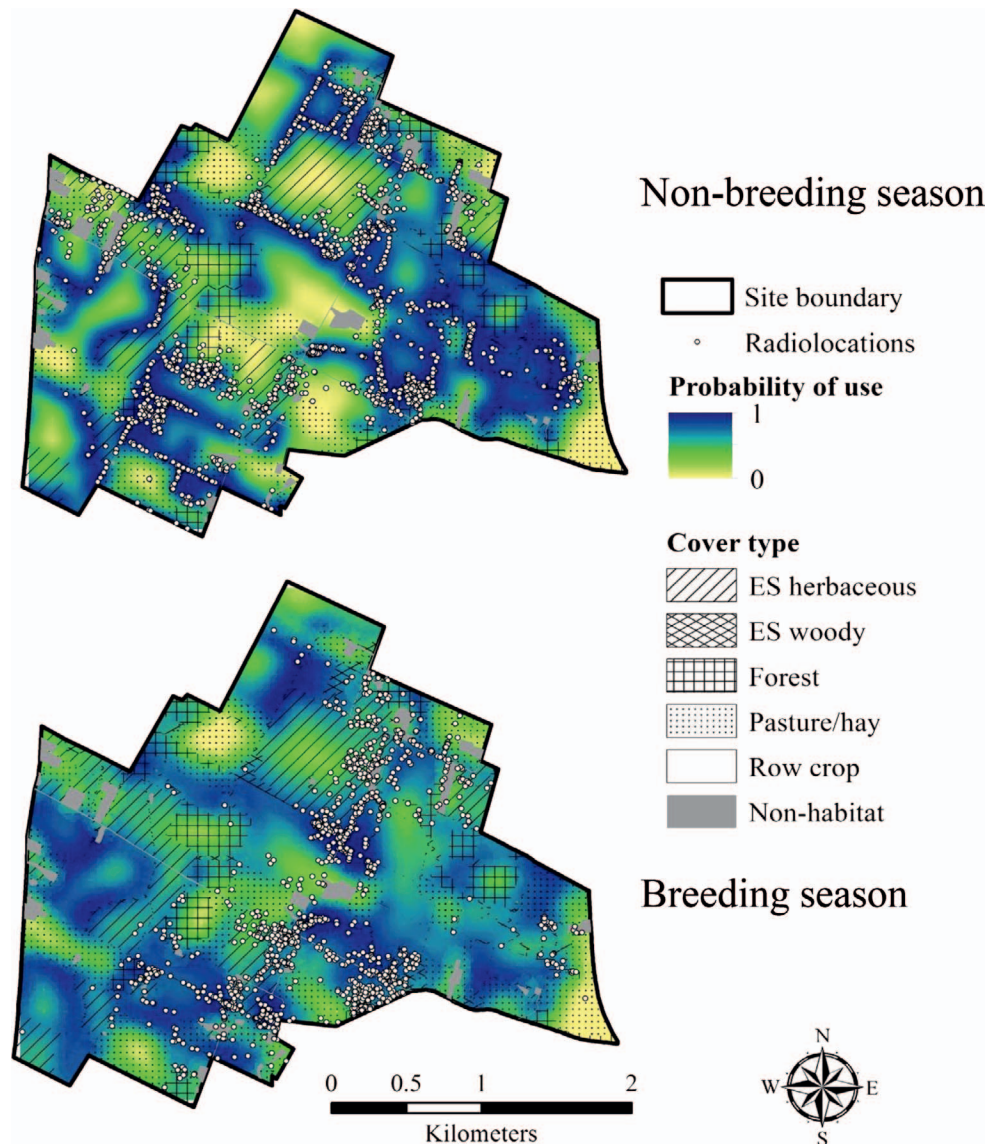 Non-breeding season
Site boundary
Radiolocations
Probability of use
1
0
Cover type
ES herbaceous
ES woody
Forest
Pasture/hay
Row crop
Non-habitat
Breeding season
0 0.5 1 2
Kilometers
N
W E
S